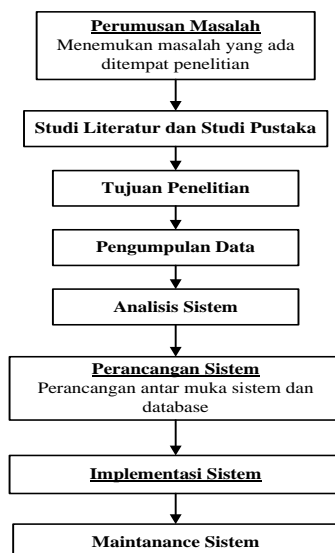 Perumusan Masalah
Menemukan masalah yang ada
ditempat penelitian
Studi Literatur dan Studi Pustaka
Tujuan Penelitian
Pengumpulan Data
Analisis Sistem
Perancangan Sistem
Perancangan antar muka sistem dan
database
Implementasi Sistem
Maintanance Sistem